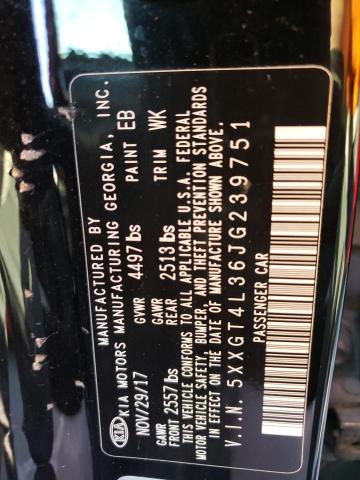 MANUFACTURED BY
KIA KIA MOTORS MANUFACTURING GEORGIA, INC.
NOV/29/17 GVWR 4497 lbs PAINT EB
GAWR FRONT 2557 lbs GAWR REAR 2513 lbs TRIM WK
THIS VEHICLE CONFORMS TO ALL APPLICABLE U.S.A. FEDERAL
MOTOR VEHICLE SAFETY, BUMPER, AND THEFT PREVENTION STANDARDS
IN EFFECT ON THE DATE OF MANUFACTURE SHOWN ABOVE.
V.I.N. 5XXGT4L36JG239751
PASSENGER CAR